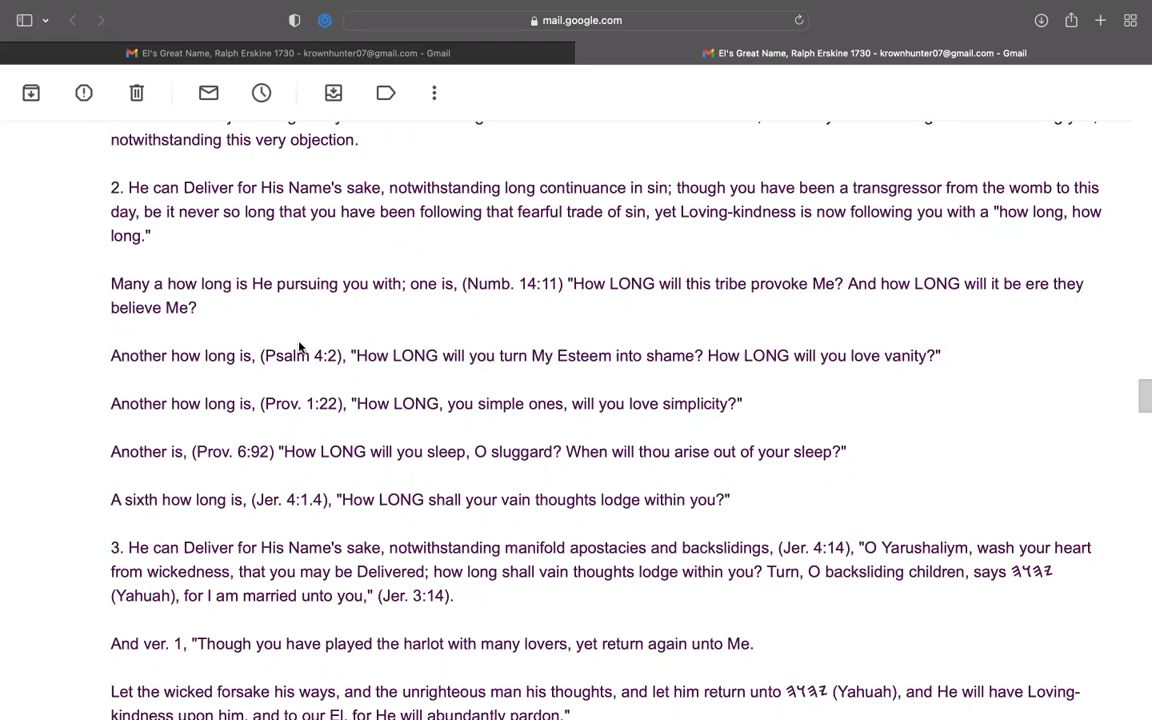 mail.google.com
El's Great Name, Ralph Erskine 1730 - krownhunter07@gmail.com - Gmail
El's Great Name, Ralph Erskine 1730 - krownhunter07@gmail.com - Gmail
notwithstanding this very objection.
2. He can Deliver for His Name's sake, notwithstanding long continuance in sin; though you have been a transgressor from the womb to this
day, be it never so long that you have been following that fearful trade of sin, yet Loving-kindness is now following you with a "how long, how
long."
Many a how long is He pursuing you with; one is, (Numb. 14:11) "How LONG will this tribe provoke Me? And how LONG will it be ere they
believe Me?
Another how long is, (Psalm 4:2), "How LONG will you turn My Esteem into shame? How LONG will you love vanity?"
Another how long is, (Prov. 1:22), "How LONG, you simple ones, will you love simplicity?"
Another is, (Prov. 6:92) "How LONG will you sleep, O sluggard? When will thou arise out of your sleep?"
A sixth how long is, (Jer. 4:1.4), "How LONG shall your vain thoughts lodge within you?"
3. He can Deliver for His Name's sake, notwithstanding manifold apostacies and backslidings, (Jer. 4:14), "O Yarushaliym, wash your heart
from wickedness, that you may be Delivered; how long shall vain thoughts lodge within you? Turn, O backsliding children, says 𐤉𐤄𐤅𐤄
(Yahuah), for I am married unto you," (Jer. 3:14).
And ver. 1, "Though you have played the harlot with many lovers, yet return again unto Me.
Let the wicked forsake his ways, and the unrighteous man his thoughts, and let him return unto 𐤉𐤄𐤅𐤄 (Yahuah), and He will have Loving-
kindness upon him, and to our El, for He will abundantly pardon."